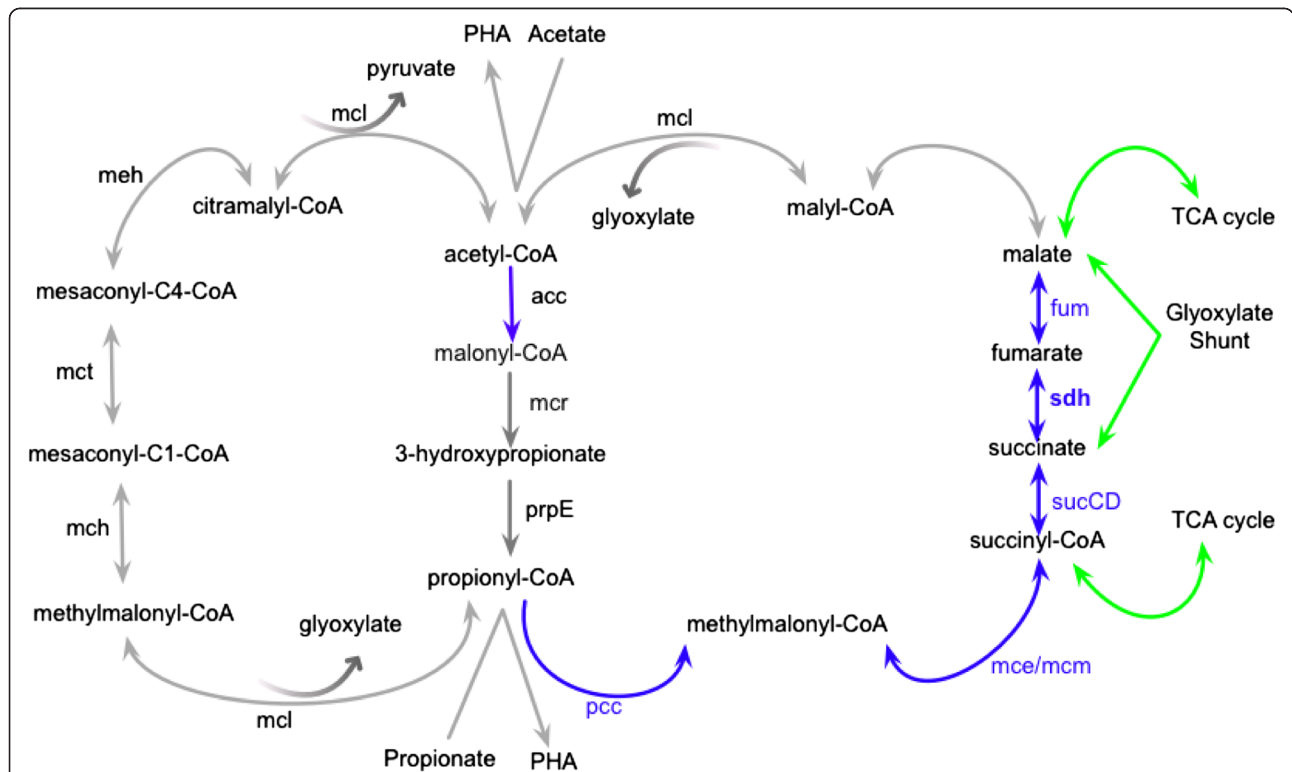 PHA Acetate
pyruvate
mcl
mcl
meh
citramalyl-CoA
glyoxylate
malyl-CoA
TCA cycle
acetyl-CoA
malate
mesaconyl-C4-CoA
acc
fum
Glyoxylate
Shunt
malonyl-CoA
fumarate
mct
mcr
sdh
mesaconyl-C1-CoA
3-hydroxypropionate
succinate
mch
prpE
sucCD
TCA cycle
succinyl-CoA
propionyl-CoA
methylmalonyl-CoA
glyoxylate
methylmalonyl-CoA
mce/mcm
pcc
mcl
Propionate
PHA